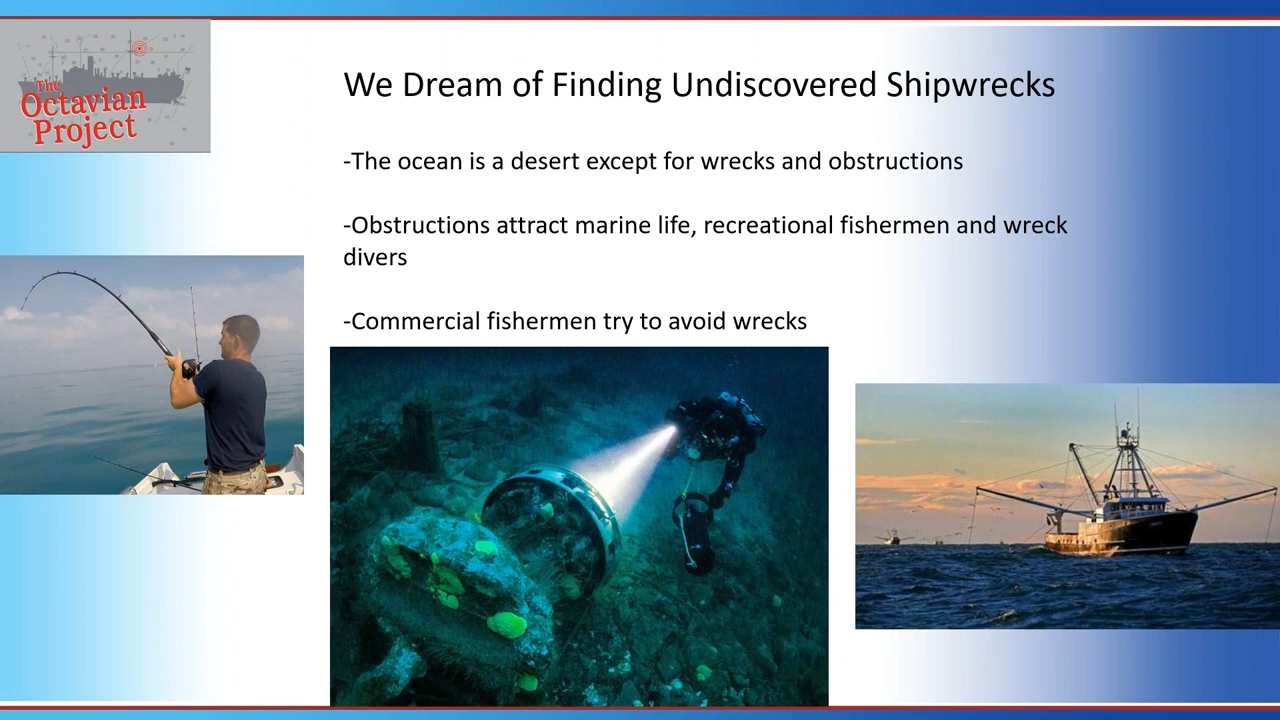 The
Octavian
Project
We Dream of Finding Undiscovered Shipwrecks
-The ocean is a desert except for wrecks and obstructions
-Obstructions attract marine life, recreational fishermen and wreck
divers
-Commercial fishermen try to avoid wrecks